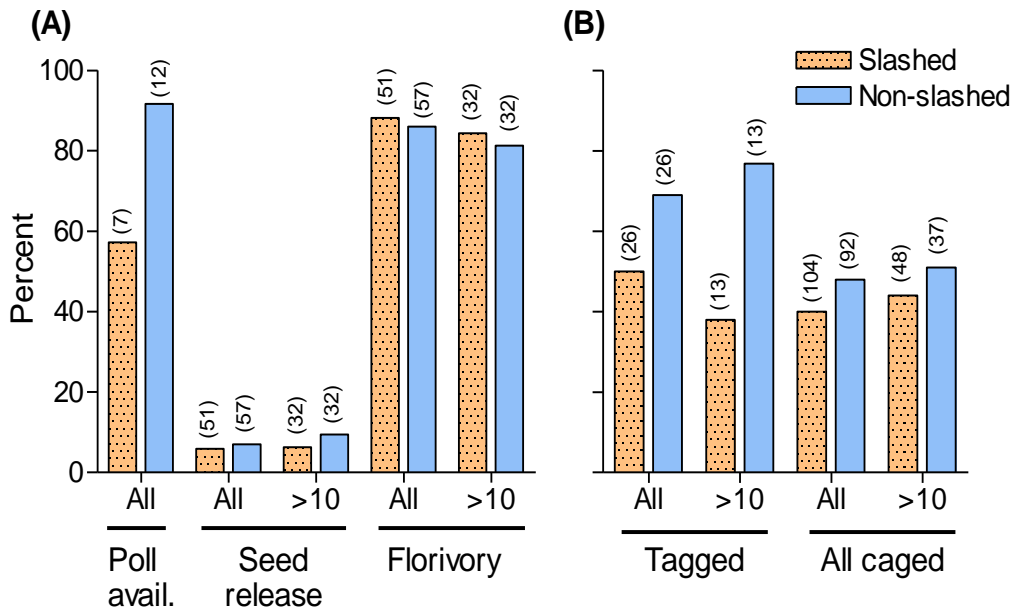 (A)
(B)
Slashed
Non-slashed
Percent
100
80
60
40
20
0
(7)
(12)
(51)
(57)
(32)
(32)
(51)
(57)
(32)
(32)
(26)
(26)
(13)
(13)
(104)
(92)
(48)
(37)
All
All
>10
All
>10
All
>10
All
>10
Poll
avail.
Seed
release
Florivory
Tagged
All caged